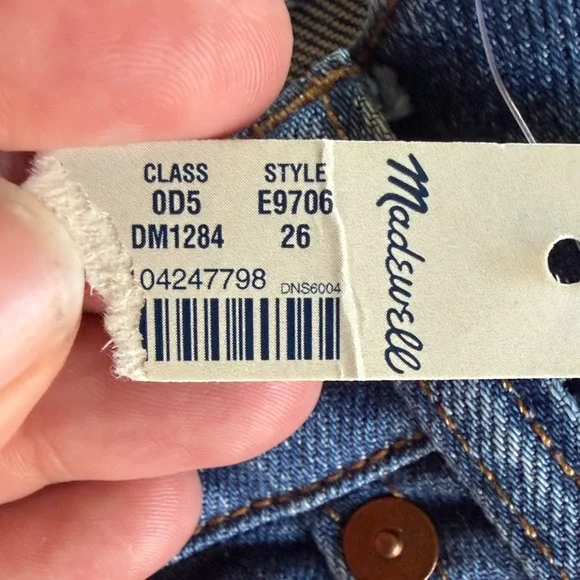 CLASS STYLE
0D5 E9706
DM1284 26
04247798 DNS6004
Madewell